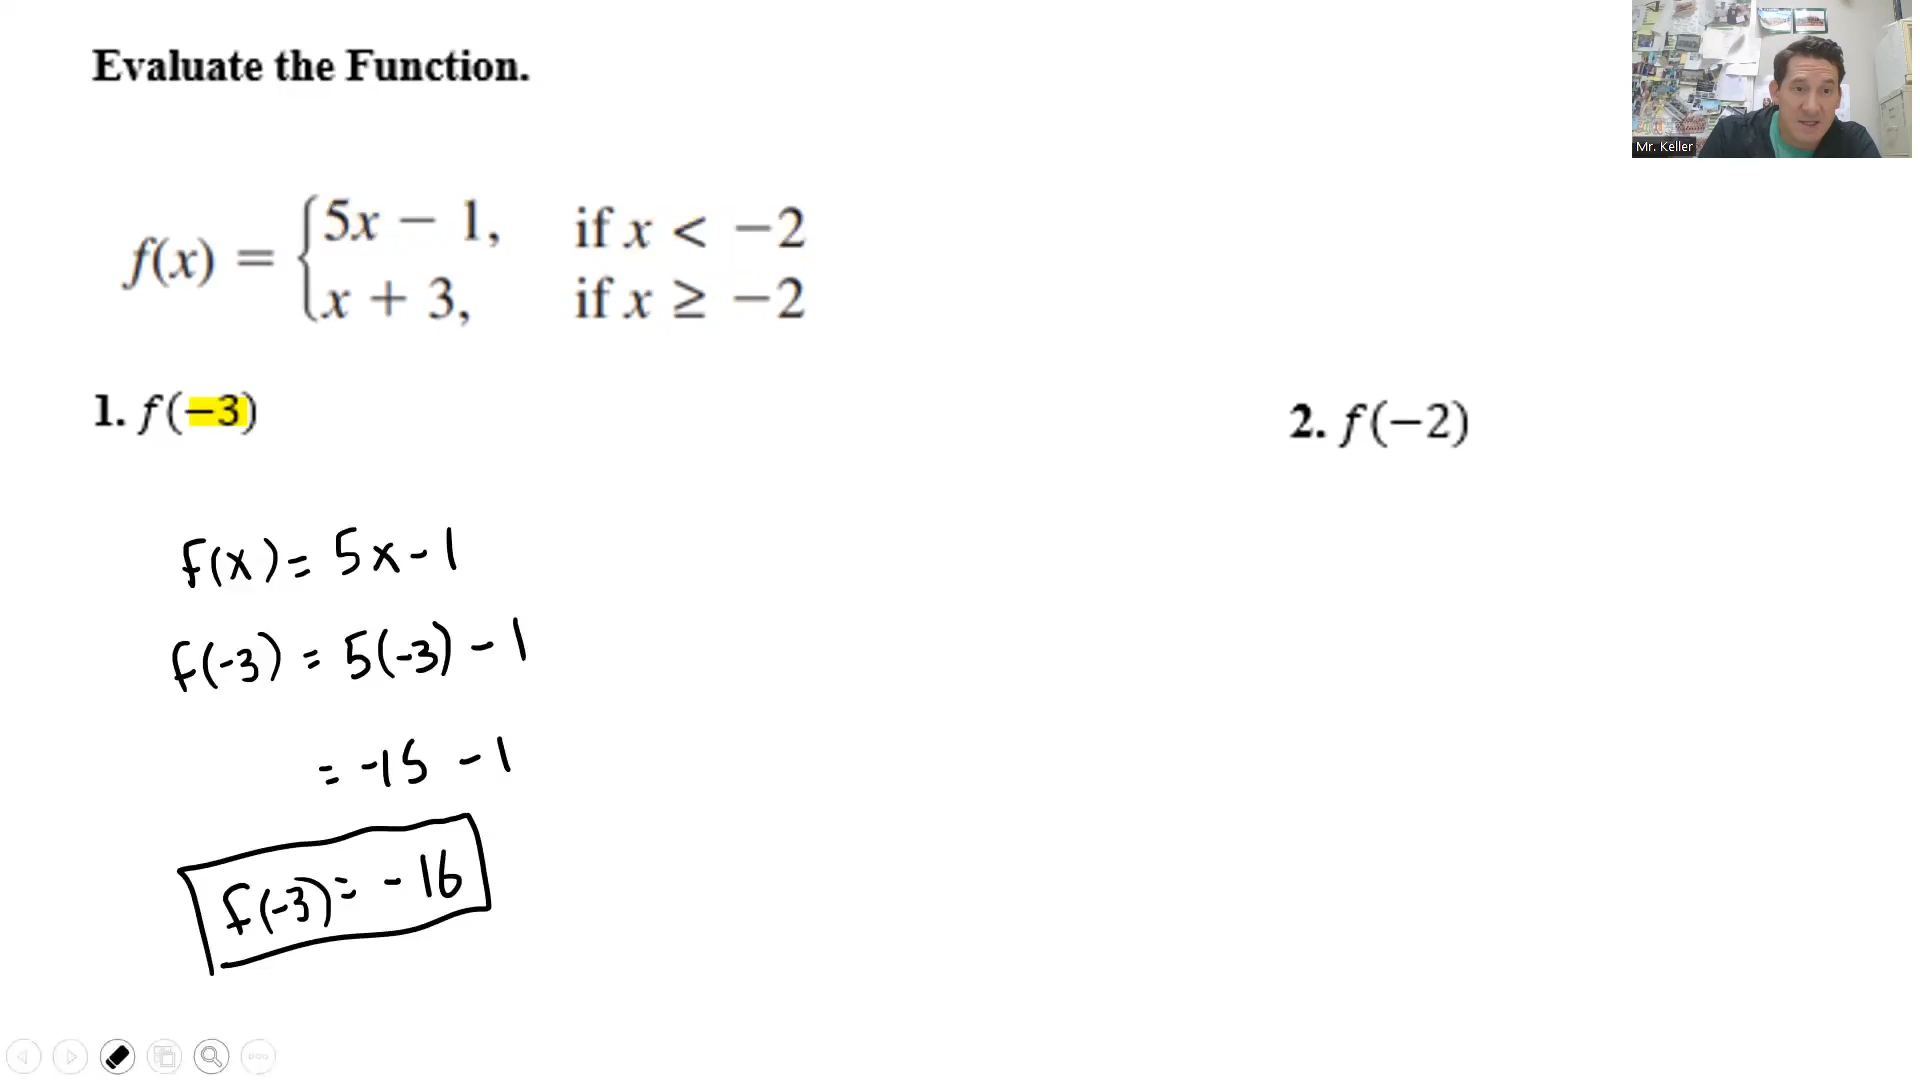 Evaluate the Function.
Mr. Keller
f(x) = { 5x − 1, if x < −2
x + 3, if x ≥ −2
1. f(−3)
2. f(−2)
f(x) = 5x - 1
f(-3) = 5(-3) - 1
= -15 - 1
f(-3) = -16